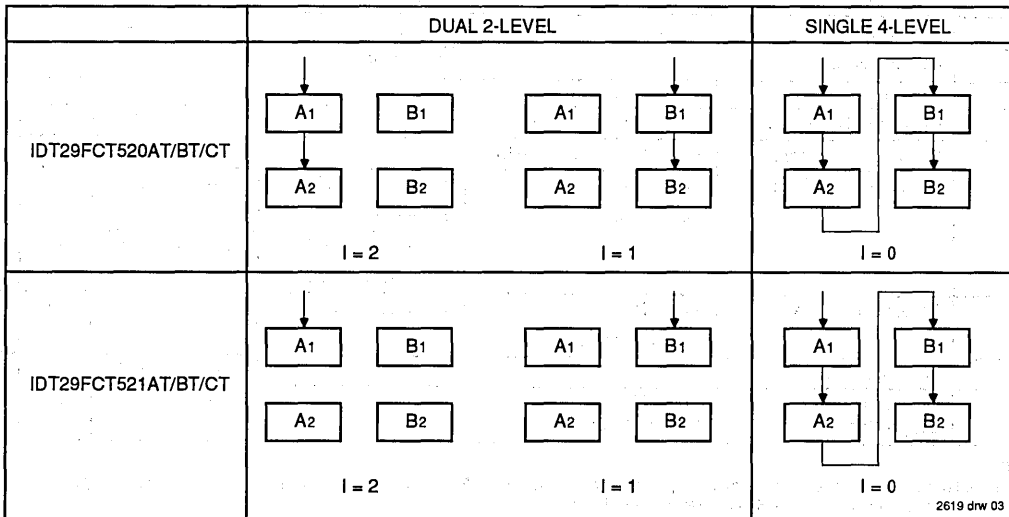 DUAL 2-LEVEL SINGLE 4-LEVEL
IDT29FCT520AT/BT/CT
A1 B1 A1 B1 A1 B1
A2 B2 A2 B2 A2 B2
I = 2 I = 1 I = 0
IDT29FCT521AT/BT/CT
A1 B1 A1 B1 A1 B1
A2 B2 A2 B2 A2 B2
I = 2 I = 1 I = 0
2619 drw 03